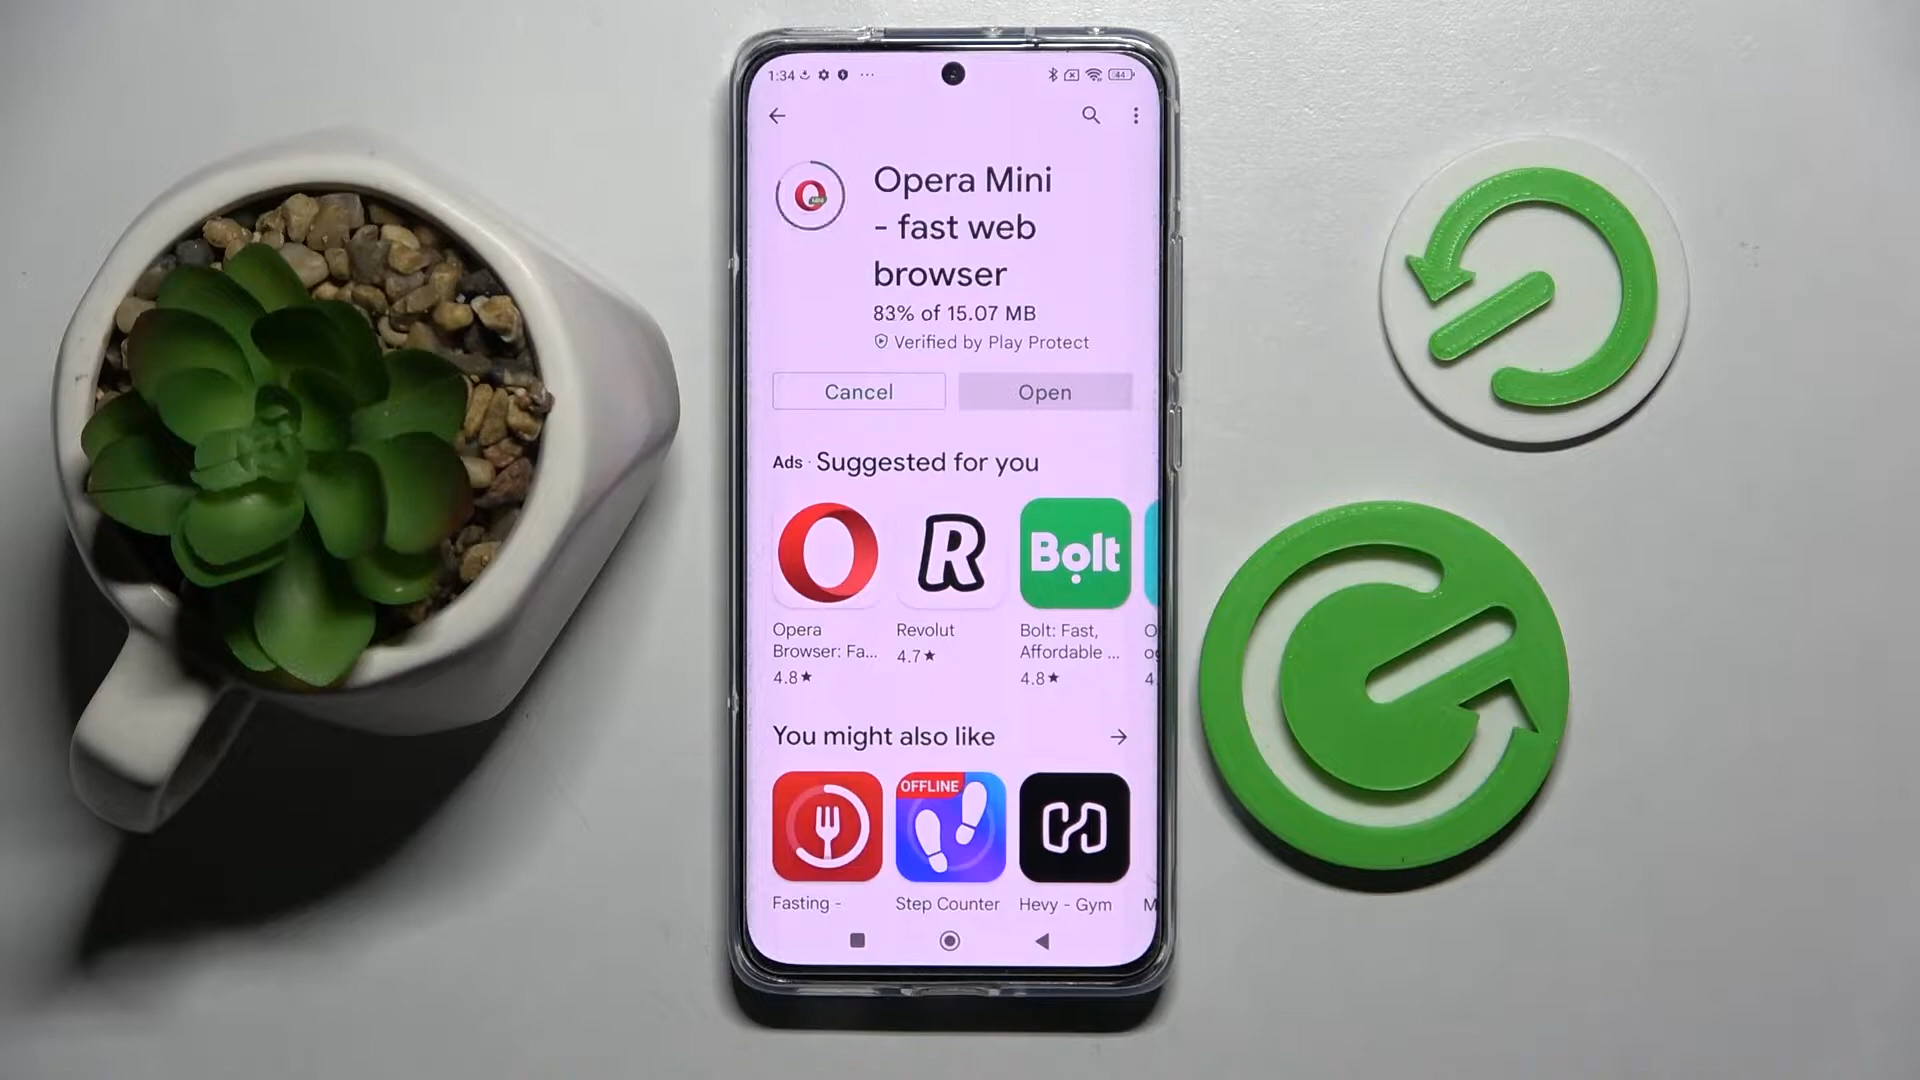 1:34
44
Opera Mini
- fast web
browser
83% of 15.07 MB
Verified by Play Protect
Cancel
Open
Ads · Suggested for you
R
Bolt
Opera
Browser: Fa...
4.8★
Revolut
4.7★
Bolt: Fast,
Affordable ...
4.8★
4.
You might also like
OFFLINE
Fasting -
Step Counter
Hevy - Gym
M